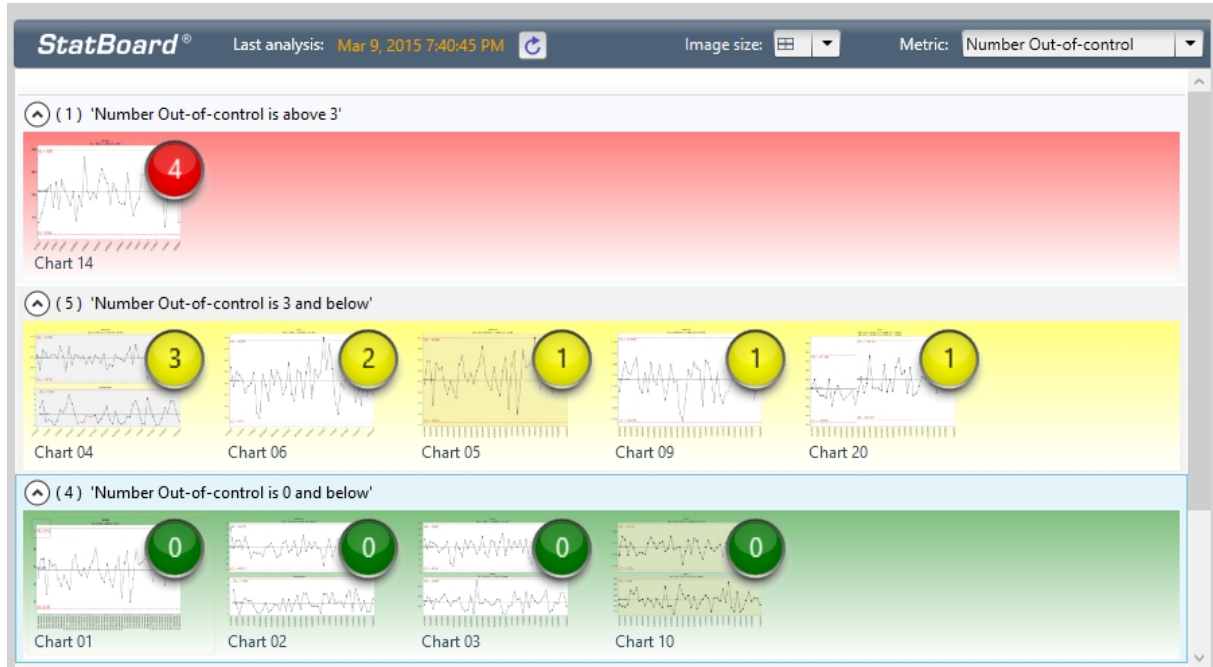 StatBoard® Last analysis: Mar 9, 2015 7:40:45 PM Image size: Metric: Number Out-of-control
( 1 ) 'Number Out-of-control is above 3'
4
Chart 14
( 5 ) 'Number Out-of-control is 3 and below'
3 2 1 1 1
Chart 04 Chart 06 Chart 05 Chart 09 Chart 20
( 4 ) 'Number Out-of-control is 0 and below'
0 0 0 0
Chart 01 Chart 02 Chart 03 Chart 10